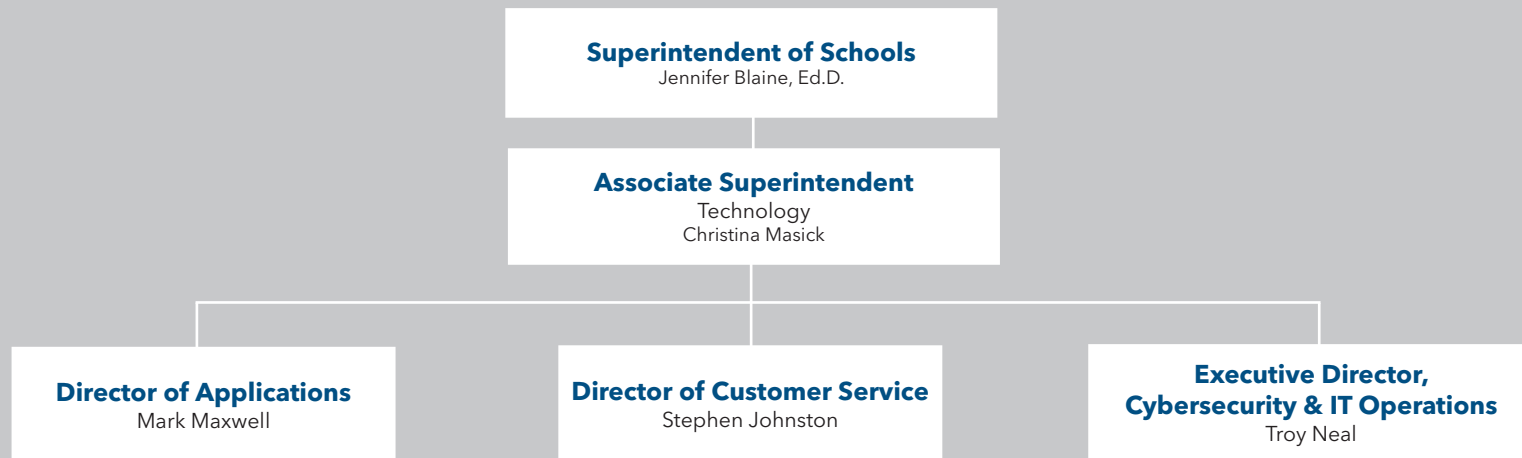 Superintendent of Schools
Jennifer Blaine, Ed.D.
Associate Superintendent
Technology
Christina Masick
Director of Applications
Mark Maxwell
Director of Customer Service
Stephen Johnston
Executive Director,
Cybersecurity & IT Operations
Troy Neal